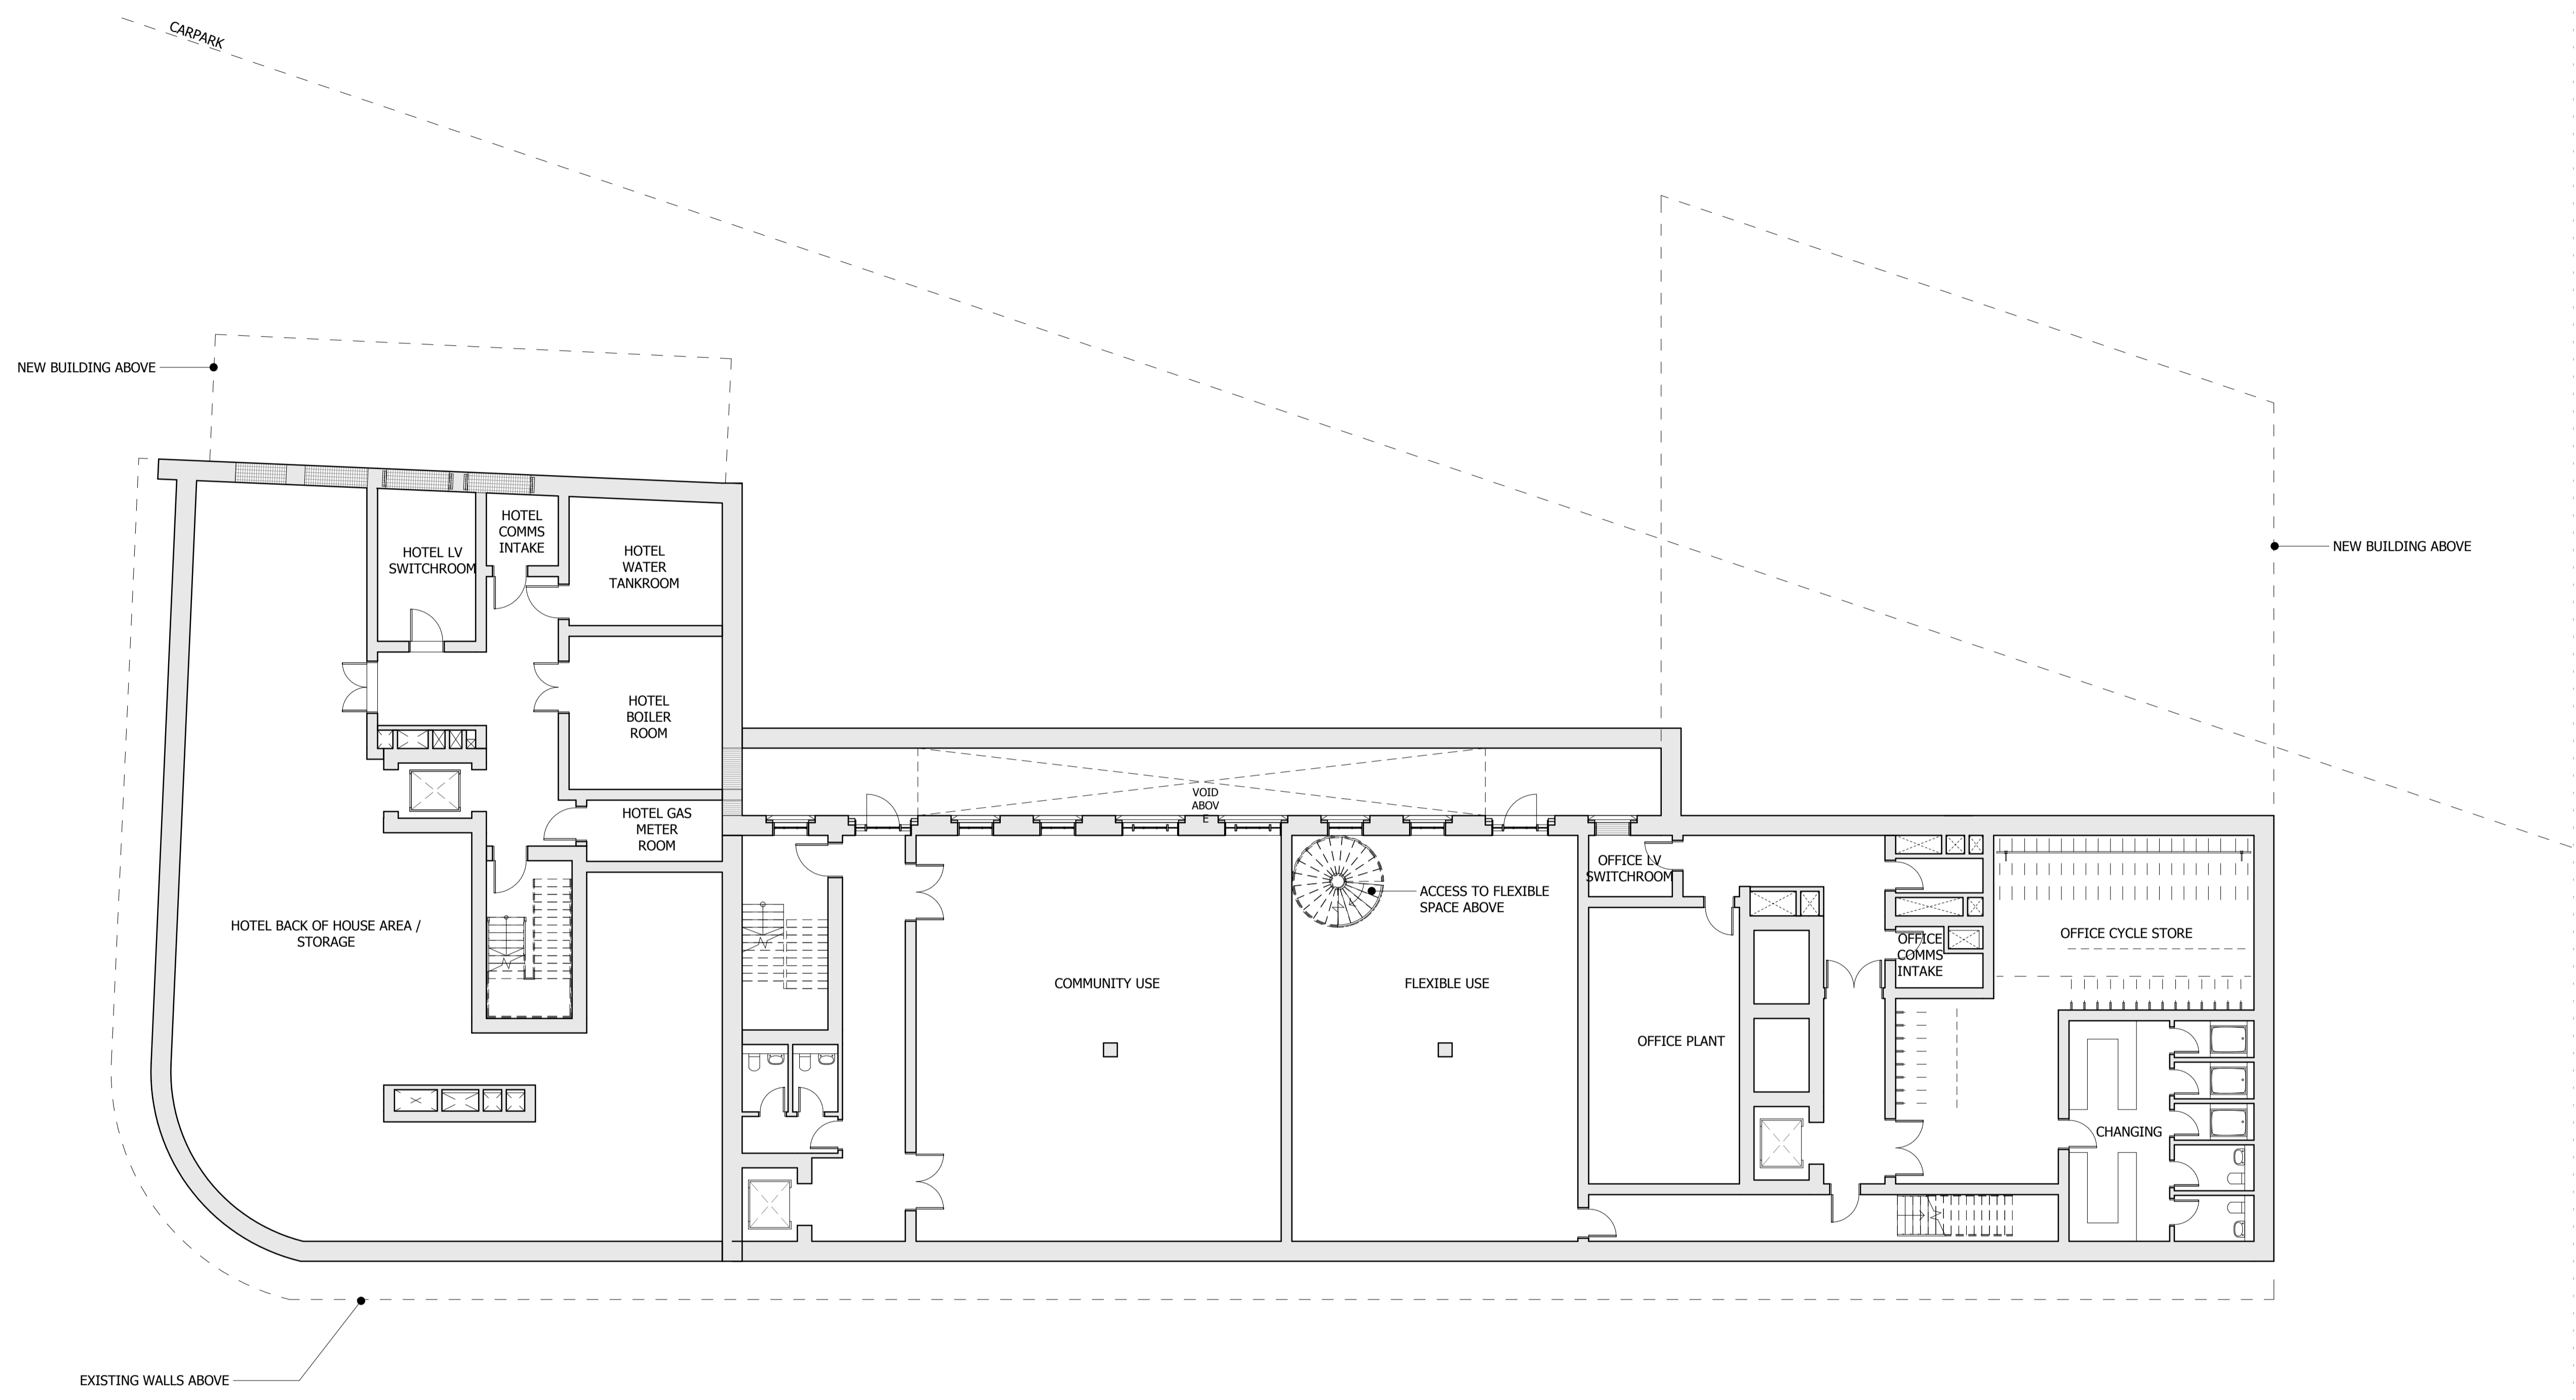 CARPARK
NEW BUILDING ABOVE
HOTEL
COMMS
INTAKE
HOTEL LV
SWITCHROOM
HOTEL
WATER
TANKROOM
NEW BUILDING ABOVE
HOTEL
BOILER
ROOM
VOID
ABOV
E
HOTEL GAS
METER
ROOM
OFFICE LV
SWITCHROOM
ACCESS TO FLEXIBLE
SPACE ABOVE
HOTEL BACK OF HOUSE AREA /
STORAGE
OFFICE
COMMS
INTAKE
OFFICE CYCLE STORE
COMMUNITY USE
FLEXIBLE USE
OFFICE PLANT
CHANGING
EXISTING WALLS ABOVE